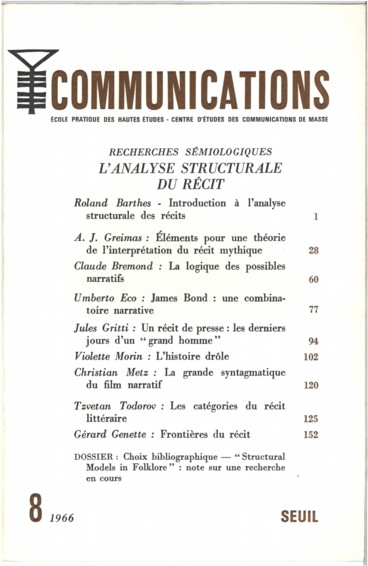 COMMUNICATIONS
ÉCOLE PRATIQUE DES HAUTES ÉTUDES - CENTRE D'ÉTUDES DES COMMUNICATIONS DE MASSE
RECHERCHES SÉMIOLOGIQUES
L'ANALYSE STRUCTURALE
DU RÉCIT
Roland Barthes - Introduction à l'analyse
structurale des récits 1
A. J. Greimas : Éléments pour une théorie
de l'interprétation du récit mythique 28
Claude Bremond : La logique des possibles
narratifs 60
Umberto Eco : James Bond : une combina-
toire narrative 77
Jules Gritti : Un récit de presse : les derniers
jours d'un “ grand homme ” 94
Violette Morin : L'histoire drôle 102
Christian Metz : La grande syntagmatique
du film narratif 120
Tzvetan Todorov : Les catégories du récit
littéraire 125
Gérard Genette : Frontières du récit 152
DOSSIER : Choix bibliographique — “ Structural
Models in Folklore ” : note sur une recherche
en cours
8 1966 SEUIL